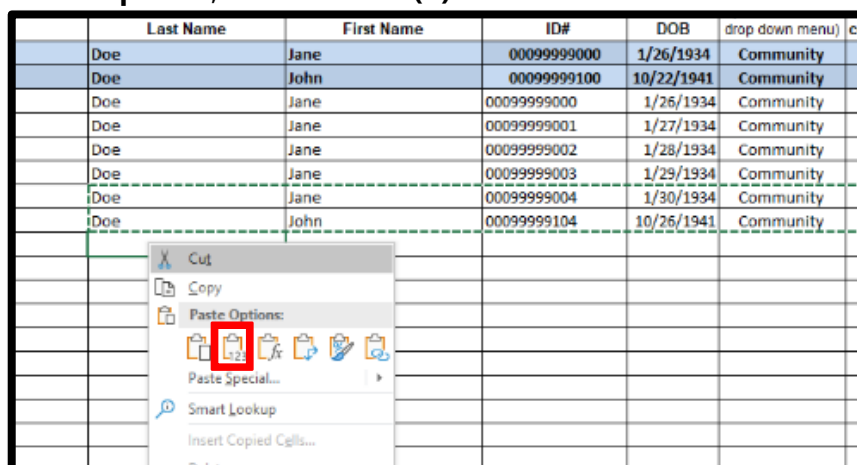 Last Name First Name ID# DOB drop down menu)
Doe Jane 00099999000 1/26/1934 Community
Doe John 00099999100 10/22/1941 Community
Doe Jane 00099999000 1/26/1934 Community
Doe Jane 00099999001 1/27/1934 Community
Doe Jane 00099999002 1/28/1934 Community
Doe Jane 00099999003 1/29/1934 Community
Doe Jane 00099999004 1/30/1934 Community
Doe John 00099999104 10/26/1941 Community
Cut
Copy
Paste Options:
123 fx
Paste Special...
Smart Lookup
Insert Copied Cells...